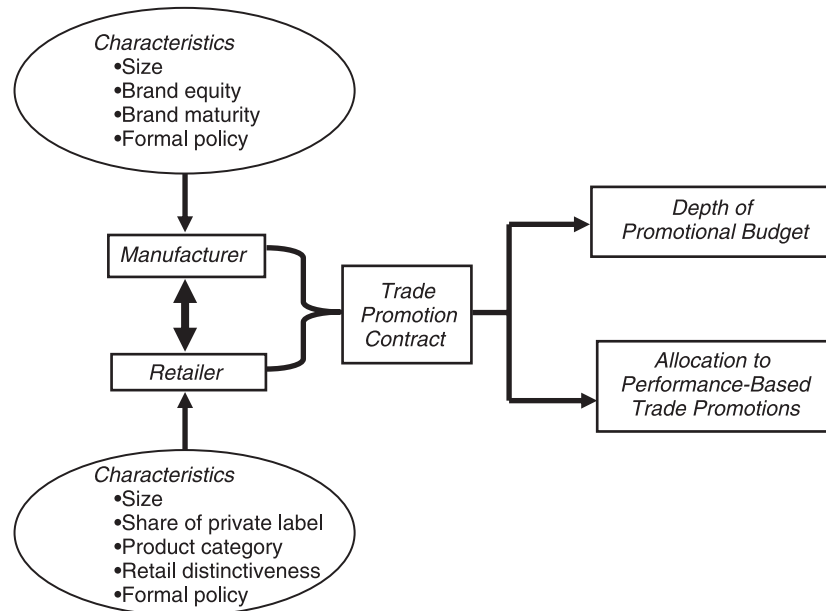 Characteristics
•Size
•Brand equity
•Brand maturity
•Formal policy
Manufacturer
Retailer
Characteristics
•Size
•Share of private label
•Product category
•Retail distinctiveness
•Formal policy
Trade
Promotion
Contract
Depth of
Promotional Budget
Allocation to
Performance-Based
Trade Promotions